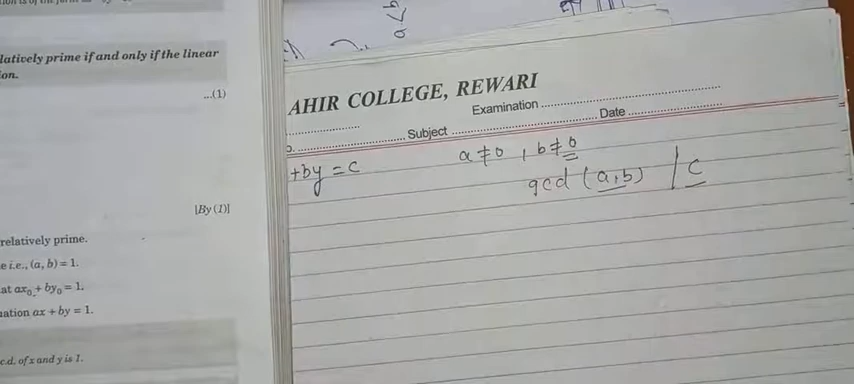 latively prime if and only if the linear
ion.
...(1)
[By (1)]
relatively prime.
e i.e., (a, b) = 1.
at ax₀ + by₀ = 1.
uation ax + by = 1.
c.d. of x and y is 1.
a<b
AHIR COLLEGE, REWARI
Examination
Subject
Date
+by = c
a ≠ 0 , b ≠ 0
gcd (a,b) | c